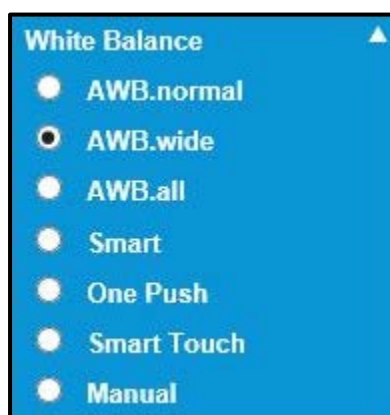 White Balance
AWB.normal
AWB.wide
AWB.all
Smart
One Push
Smart Touch
Manual